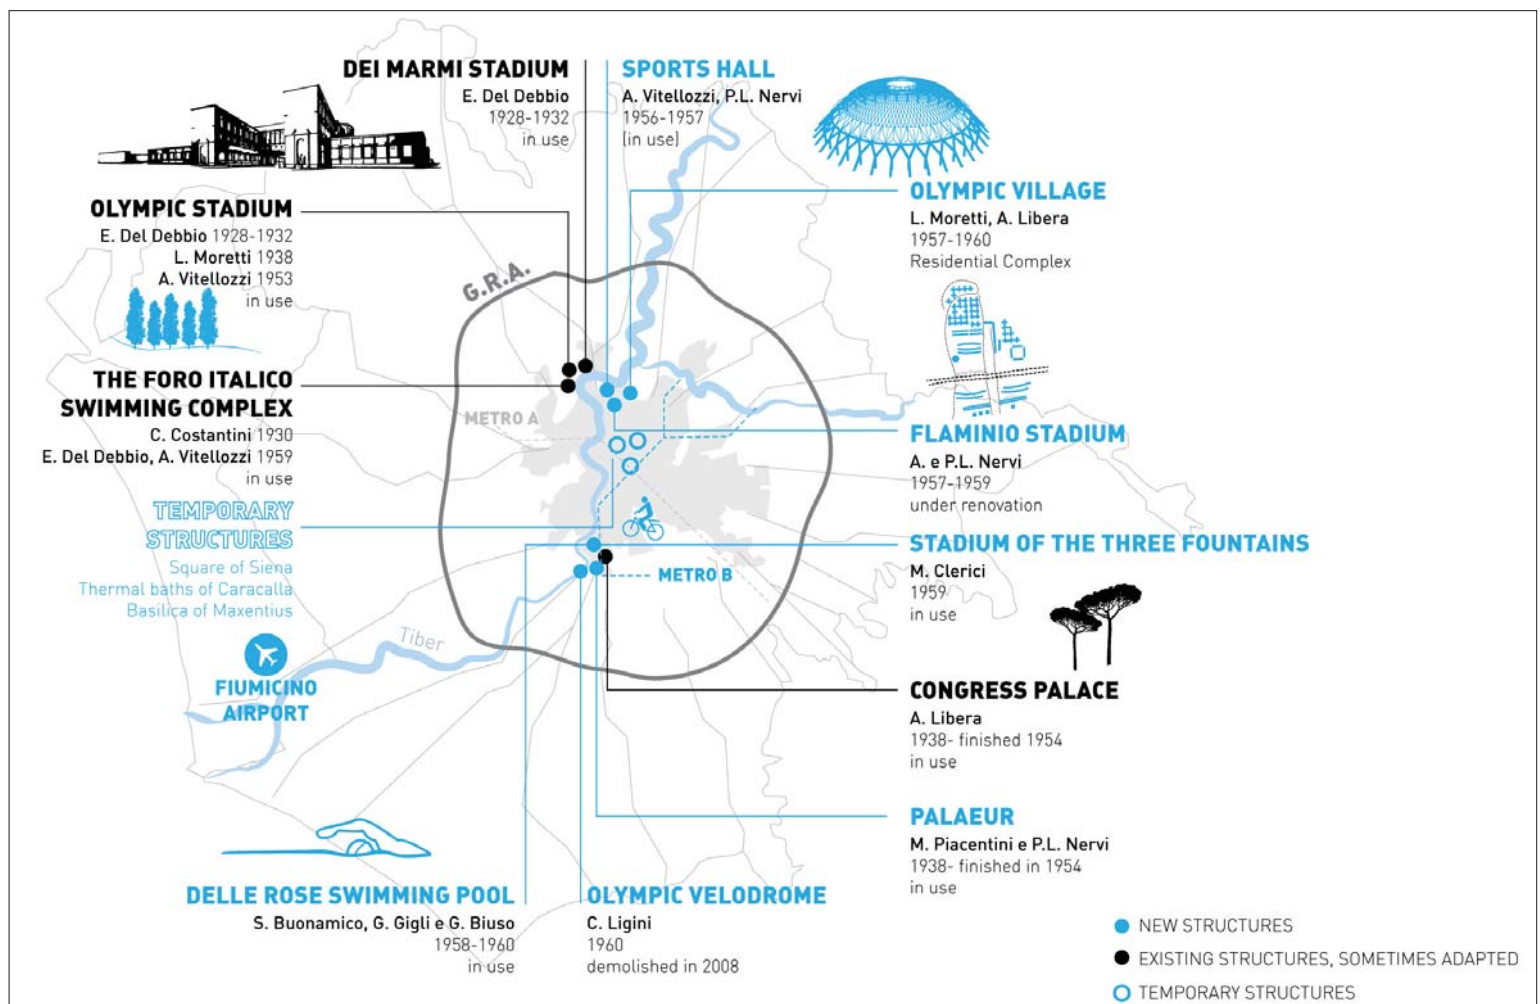 DEI MARMI STADIUM
E. Del Debbio
1928-1932
in use
SPORTS HALL
A. Vitellozzi, P.L. Nervi
1956-1957
(in use)
OLYMPIC STADIUM
E. Del Debbio 1928-1932
L. Moretti 1938
A. Vitellozzi 1953
in use
OLYMPIC VILLAGE
L. Moretti, A. Libera
1957-1960
Residential Complex
G.R.A.
THE FORO ITALICO
SWIMMING COMPLEX
C. Costantini 1930
E. Del Debbio, A. Vitellozzi 1959
in use
METRO A
FLAMINIO STADIUM
A. e P.L. Nervi
1957-1959
under renovation
TEMPORARY
STRUCTURES
Square of Siena
Thermal baths of Caracalla
Basilica of Maxentius
STADIUM OF THE THREE FOUNTAINS
M. Clerici
1959
in use
METRO B
Tiber
FIUMICINO
AIRPORT
CONGRESS PALACE
A. Libera
1938- finished 1954
in use
PALAEUR
M. Piacentini e P.L. Nervi
1938- finished in 1954
in use
DELLE ROSE SWIMMING POOL
S. Buonamico, G. Gigli e G. Biuso
1958-1960
in use
OLYMPIC VELODROME
C. Ligini
1960
demolished in 2008
NEW STRUCTURES
EXISTING STRUCTURES, SOMETIMES ADAPTED
TEMPORARY STRUCTURES